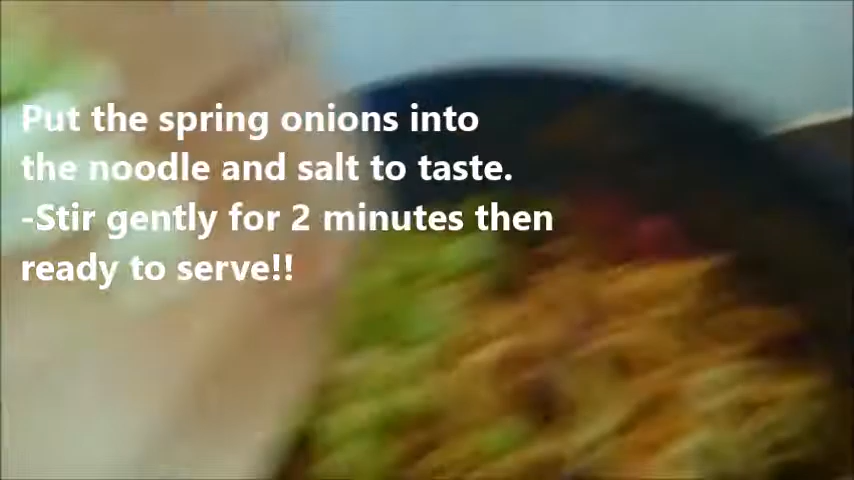 Put the spring onions into
the noodle and salt to taste.
-Stir gently for 2 minutes then
ready to serve!!